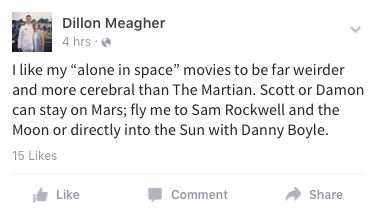 Dillon Meagher
4 hrs ·
I like my “alone in space” movies to be far weirder
and more cerebral than The Martian. Scott or Damon
can stay on Mars; fly me to Sam Rockwell and the
Moon or directly into the Sun with Danny Boyle.
15 Likes
Like Comment Share